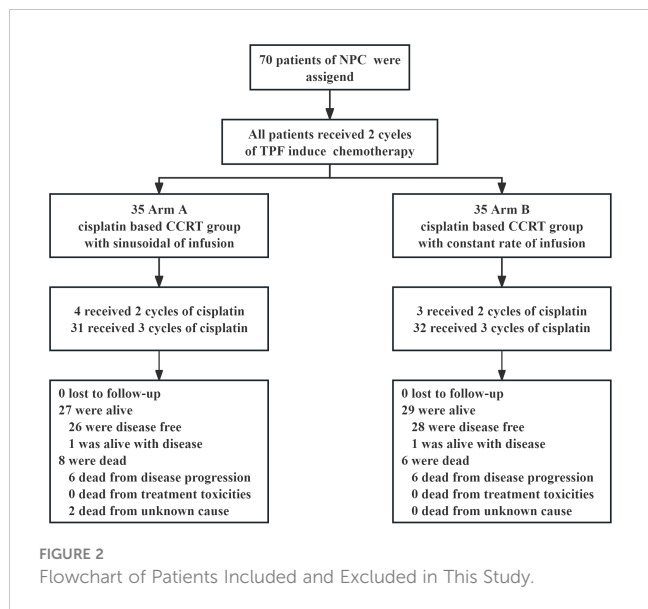 70 patients of NPC were
assigend
All patients received 2 cycles
of TPF induce chemotherapy
35 Arm A
cisplatin based CCRT group
with sinusoidal of infusion
35 Arm B
cisplatin based CCRT group
with constant rate of infusion
4 received 2 cycles of cisplatin
31 received 3 cycles of cisplatin
3 received 2 cycles of cisplatin
32 received 3 cycles of cisplatin
0 lost to follow-up
27 were alive
26 were disease free
1 was alive with disease
8 were dead
6 dead from disease progression
0 dead from treatment toxicities
2 dead from unknown cause
0 lost to follow-up
29 were alive
28 were disease free
1 was alive with disease
6 were dead
6 dead from disease progression
0 dead from treatment toxicities
0 dead from unknown cause
FIGURE 2
Flowchart of Patients Included and Excluded in This Study.